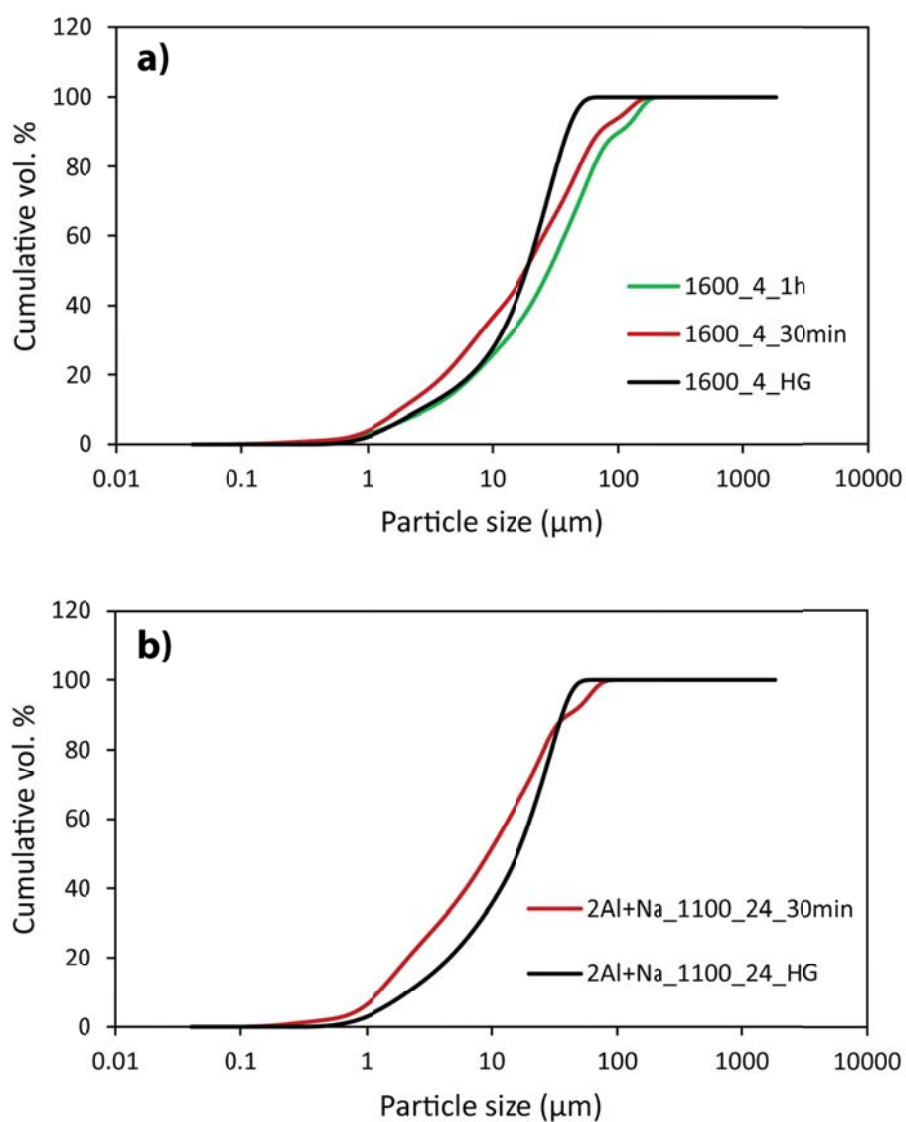 a)
120
100
80
60
40
20
0
Cumulative vol. %
1600_4_1h
1600_4_30min
1600_4_HG
0.01 0.1 1 10 100 1000 10000
Particle size (µm)
b)
120
100
80
60
40
20
0
Cumulative vol. %
2Al+Na_1100_24_30min
2Al+Na_1100_24_HG
0.01 0.1 1 10 100 1000 10000
Particle size (µm)